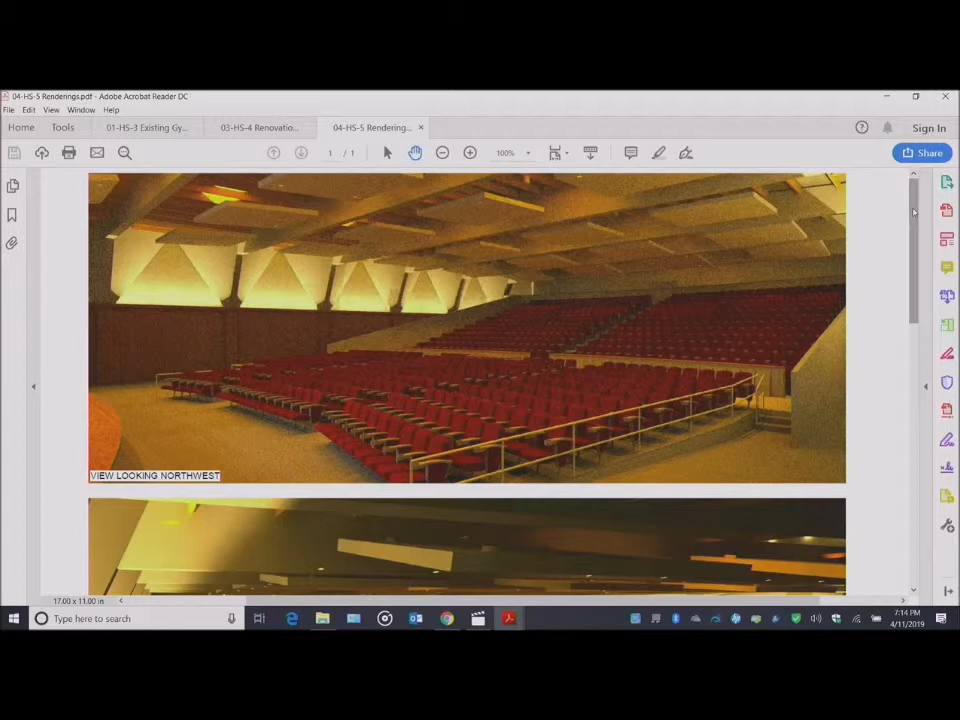 04-HS-5 Renderings.pdf - Adobe Acrobat Reader DC
File Edit View Window Help
Home Tools 01-HS-3 Existing Gy... 03-HS-4 Renovatio... 04-HS-5 Rendering... × Sign In
1 / 1 100% Share
VIEW LOOKING NORTHWEST
17.00 x 11.00 in
Type here to search
7:14 PM
4/11/2019